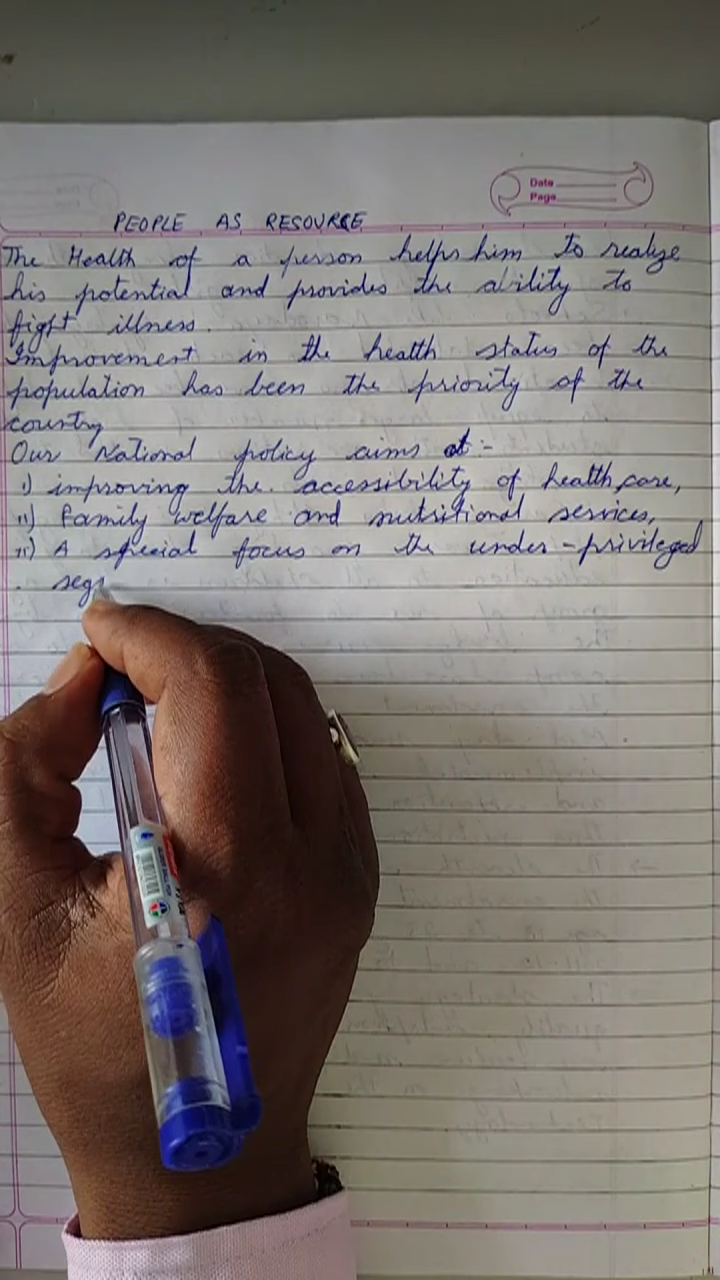 Date
Page
PEOPLE AS RESOURCE
The Health of a person helps him to realize
his potential and provides the ability to
fight illness.
Improvement in the health status of the
population has been the priority of the
country
Our National policy aims at :-
i) improving the accessibility of health care,
ii) Family welfare and nutritional services,
ii) A special focus on the under-privileged
seg